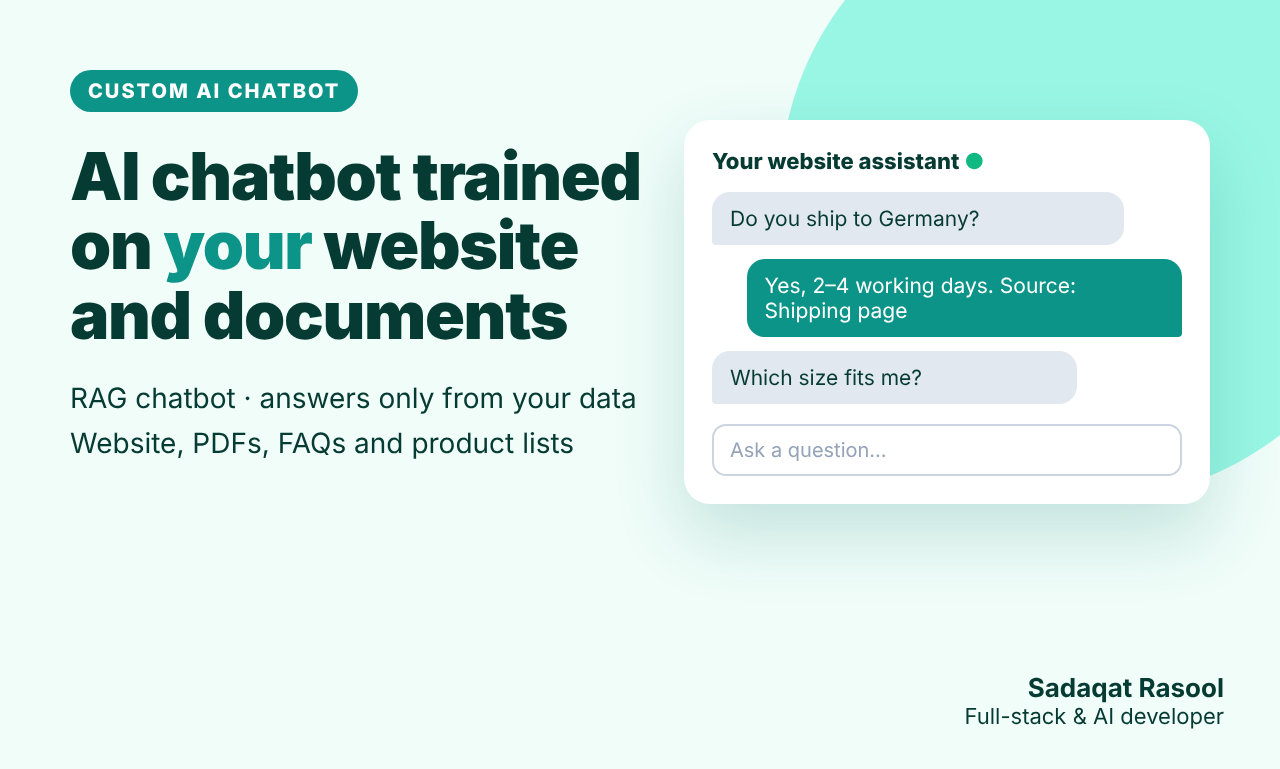 CUSTOM AI CHATBOT
AI chatbot trained
on your website
and documents
RAG chatbot · answers only from your data
Website, PDFs, FAQs and product lists
Your website assistant
Do you ship to Germany?
Yes, 2–4 working days. Source:
Shipping page
Which size fits me?
Ask a question...
Sadaqat Rasool
Full-stack & AI developer